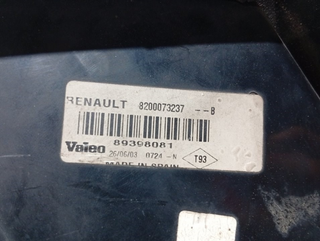 RENAULT 8200073237 --B
89398081
Valeo 26/06/03 0724 -N T93
MADE IN SPAIN